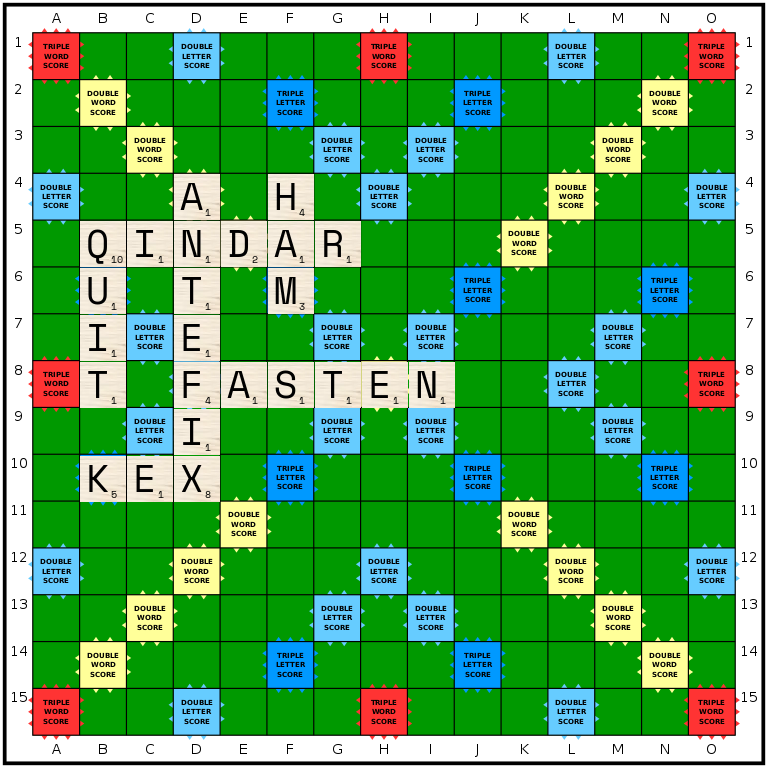 A B C D E F G H I J K L M N O
1 TRIPLE WORD SCORE DOUBLE LETTER SCORE TRIPLE WORD SCORE DOUBLE LETTER SCORE TRIPLE WORD SCORE 1
2 DOUBLE WORD SCORE TRIPLE LETTER SCORE TRIPLE LETTER SCORE DOUBLE WORD SCORE 2
3 DOUBLE WORD SCORE DOUBLE LETTER SCORE DOUBLE LETTER SCORE DOUBLE WORD SCORE 3
4 DOUBLE LETTER SCORE A1 H4 DOUBLE LETTER SCORE DOUBLE WORD SCORE DOUBLE LETTER SCORE 4
5 Q10 I1 N1 D2 A1 R1 DOUBLE WORD SCORE 5
6 U1 T1 M3 TRIPLE LETTER SCORE TRIPLE LETTER SCORE 6
7 I1 DOUBLE LETTER SCORE E1 DOUBLE LETTER SCORE DOUBLE LETTER SCORE DOUBLE LETTER SCORE 7
8 TRIPLE WORD SCORE T1 F4 A1 S1 T1 E1 N1 DOUBLE LETTER SCORE TRIPLE WORD SCORE 8
9 DOUBLE LETTER SCORE I1 DOUBLE LETTER SCORE DOUBLE LETTER SCORE DOUBLE LETTER SCORE 9
10 K5 E1 X8 TRIPLE LETTER SCORE TRIPLE LETTER SCORE TRIPLE LETTER SCORE 10
11 DOUBLE WORD SCORE DOUBLE WORD SCORE 11
12 DOUBLE LETTER SCORE DOUBLE WORD SCORE DOUBLE LETTER SCORE DOUBLE WORD SCORE DOUBLE LETTER SCORE 12
13 DOUBLE WORD SCORE DOUBLE LETTER SCORE DOUBLE LETTER SCORE DOUBLE WORD SCORE 13
14 DOUBLE WORD SCORE TRIPLE LETTER SCORE TRIPLE LETTER SCORE DOUBLE WORD SCORE 14
15 TRIPLE WORD SCORE DOUBLE LETTER SCORE TRIPLE WORD SCORE DOUBLE LETTER SCORE TRIPLE WORD SCORE 15
A B C D E F G H I J K L M N O